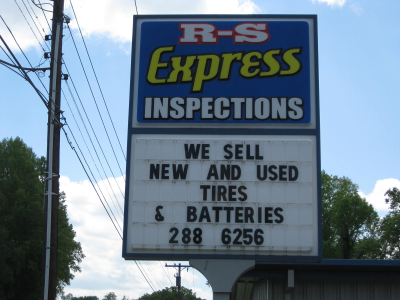 R-S
Express
INSPECTIONS
WE SELL
NEW AND USED
TIRES
& BATTERIES
288 6256